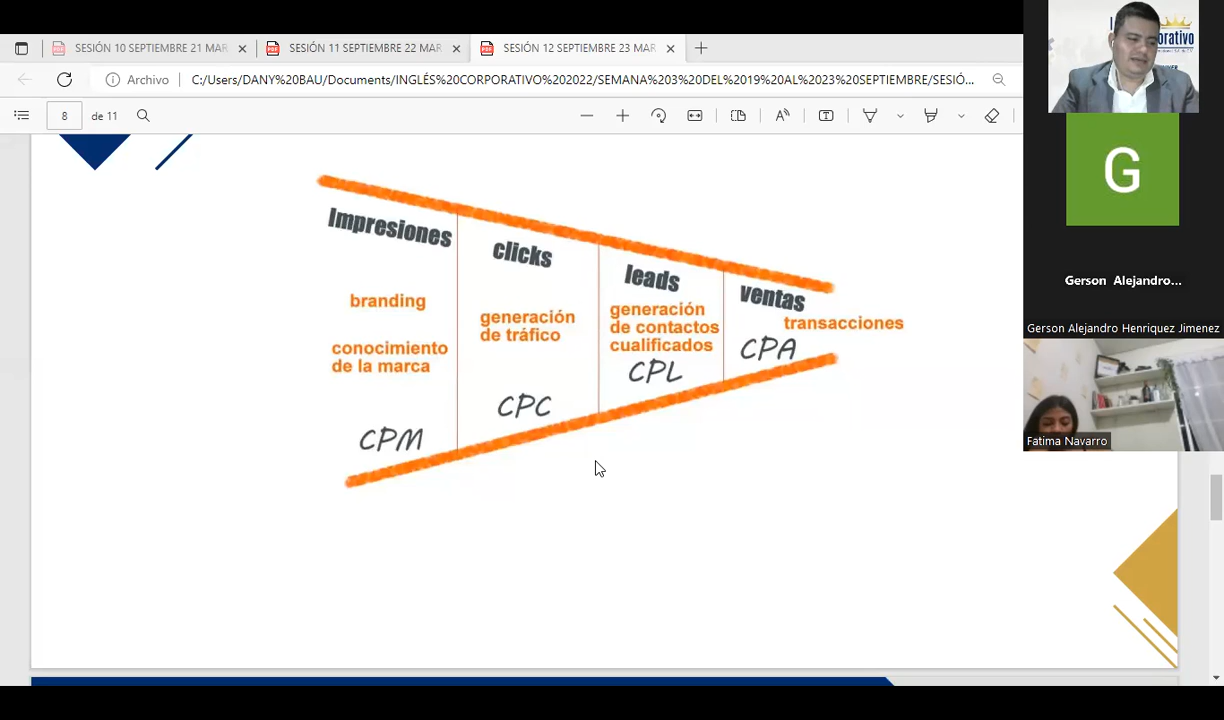 SESIÓN 10 SEPTIEMBRE 21 MAR
SESIÓN 11 SEPTIEMBRE 22 MAR
SESIÓN 12 SEPTIEMBRE 23 MAR
Archivo
C:/Users/DANY%20BAU/Documents/INGLÉS%20CORPORATIVO%202022/SEMANA%203%20DEL%2019%20AL%2023%20SEPTIEMBRE/SESIÓ...
8
de 11
Impresiones
branding
conocimiento
de la marca
CPM
clicks
generación
de tráfico
CPC
leads
generación
de contactos
cualificados
CPL
ventas
transacciones
CPA
G
Gerson Alejandro...
Gerson Alejandro Henriquez Jimenez
Fatima Navarro